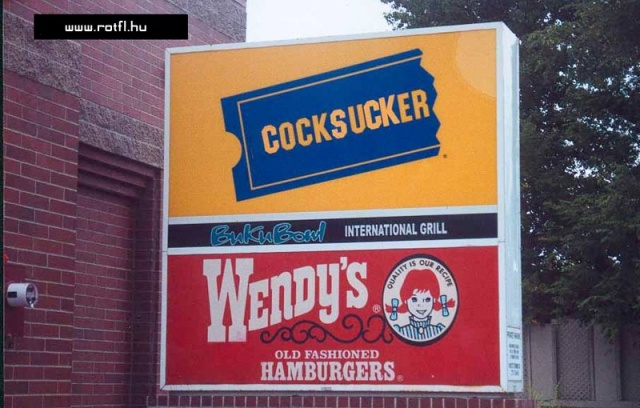 www.rotfl.hu
COCKSUCKER
BuKuBowl INTERNATIONAL GRILL
WENDY'S
QUALITY IS OUR RECIPE
OLD FASHIONED
HAMBURGERS